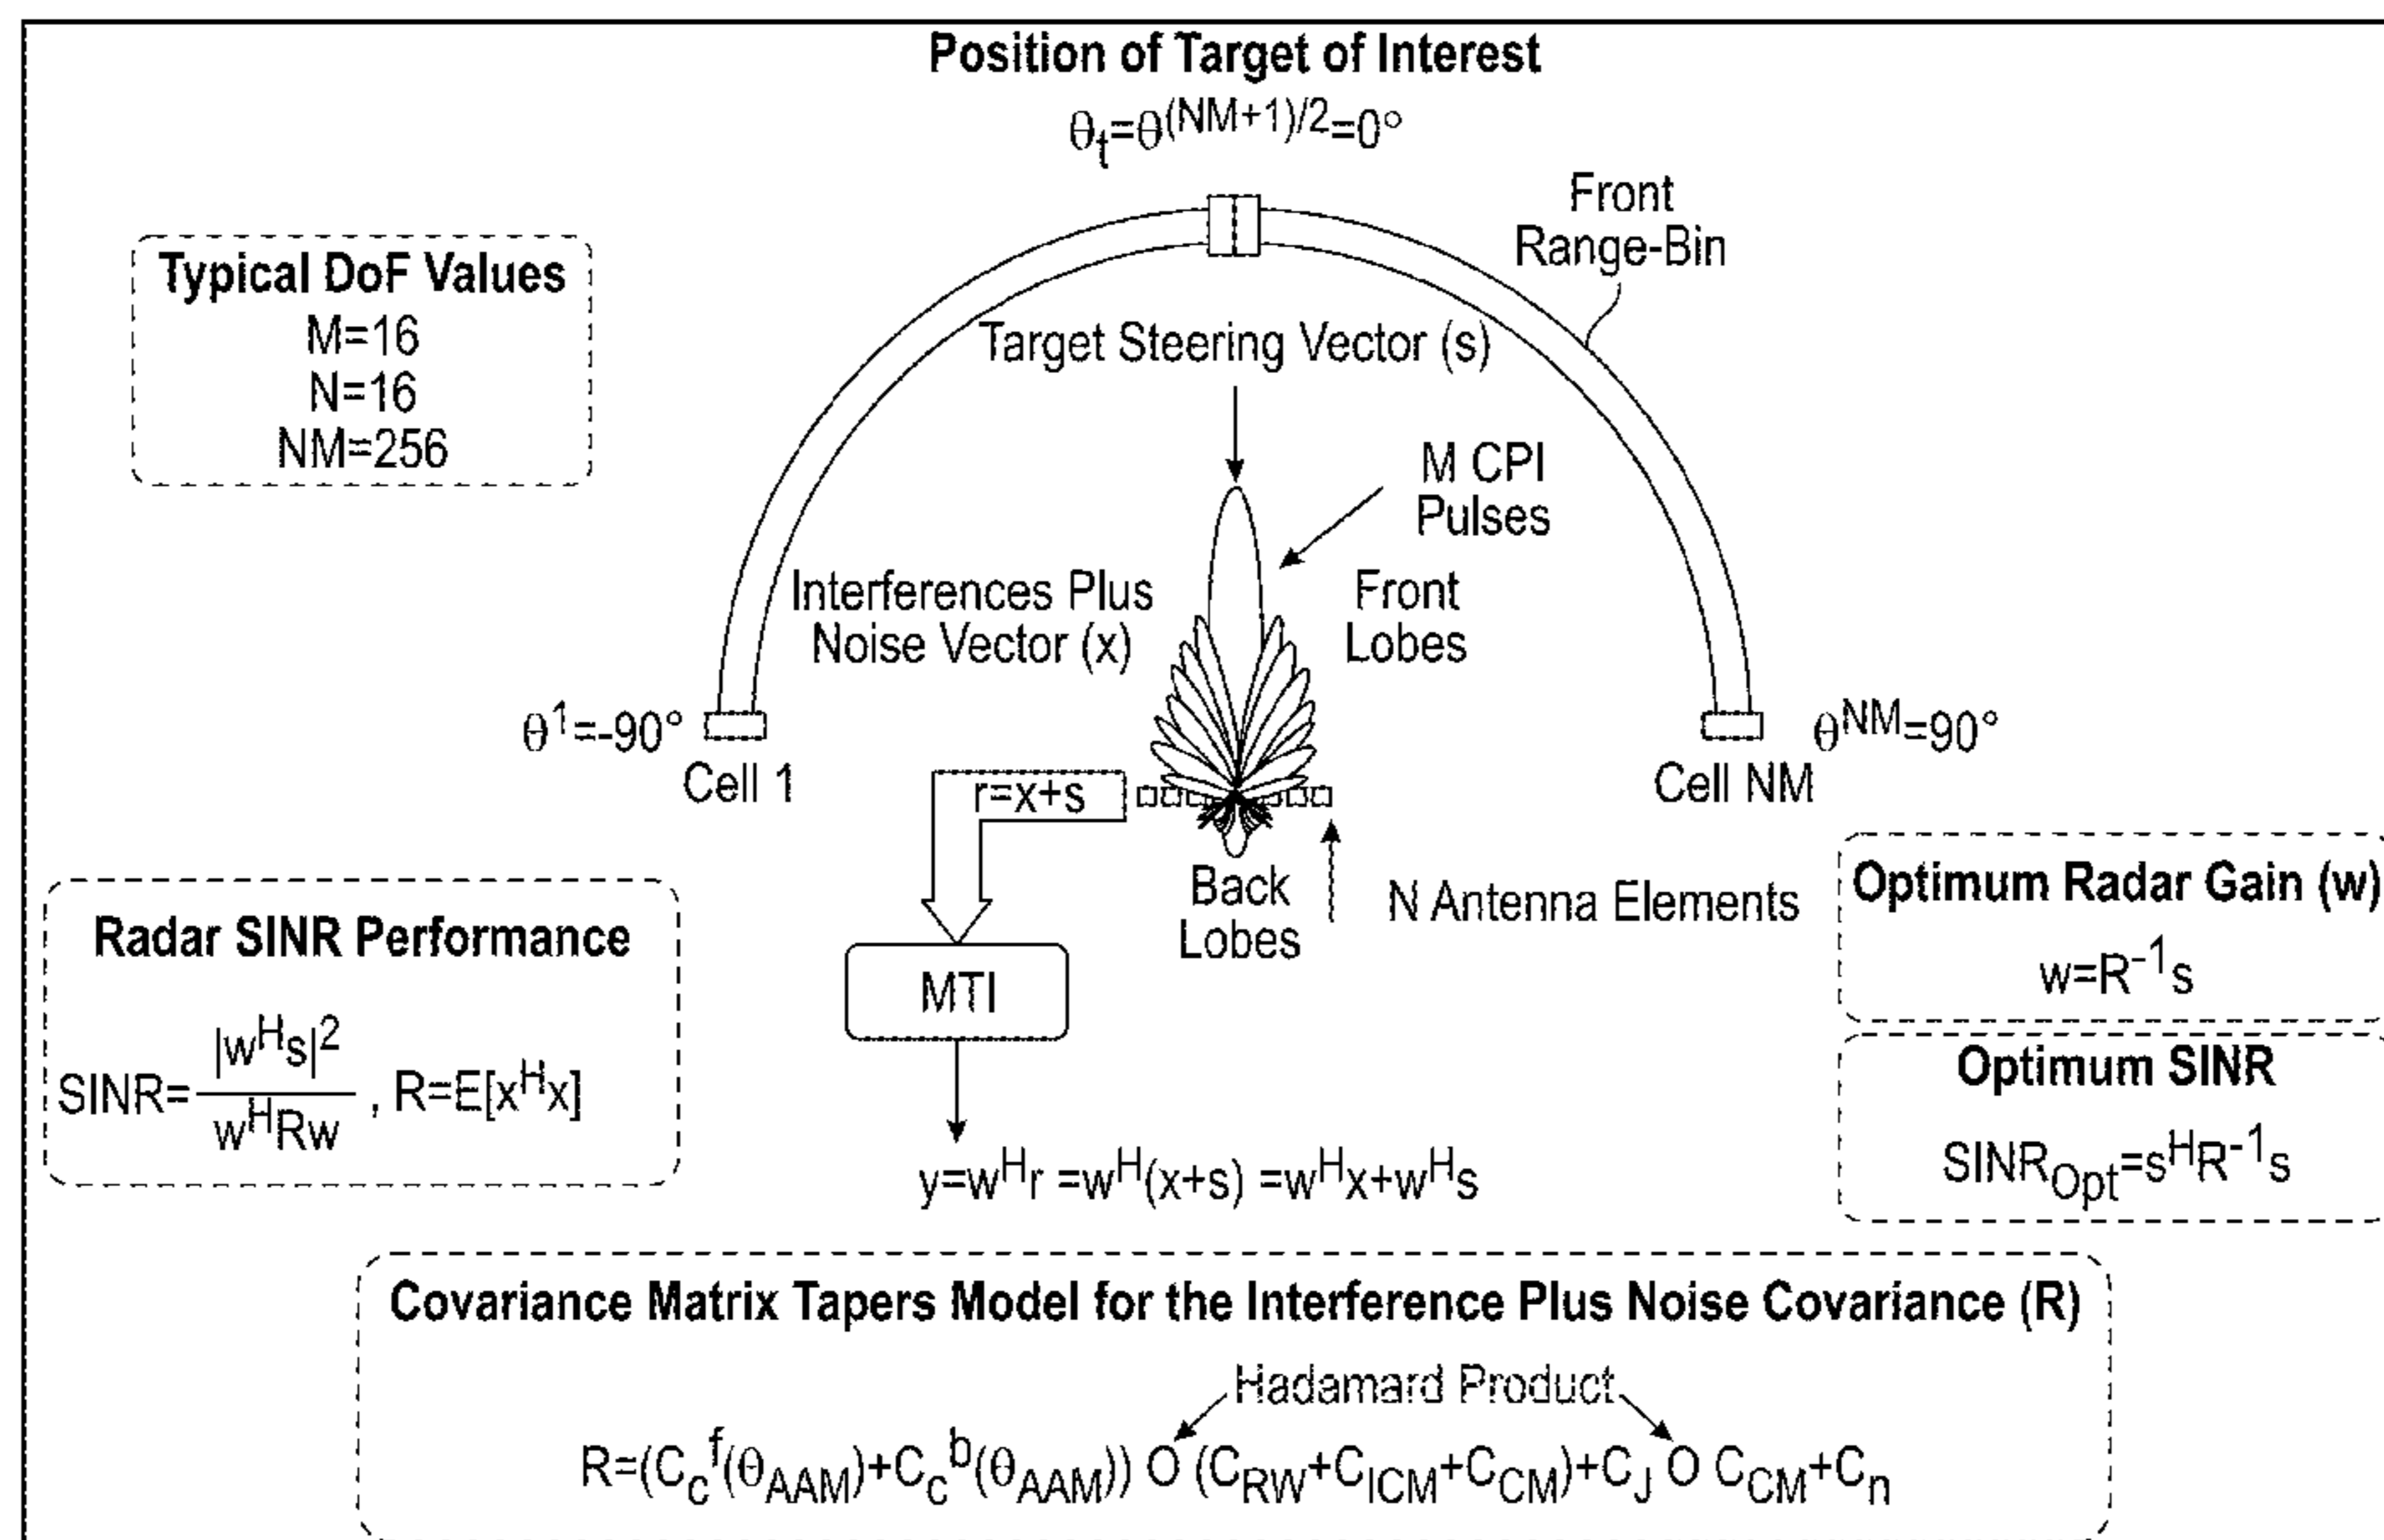 Position of Target of Interest
θt=θ(NM+1)/2=0°
Front
Range-Bin
Typical DoF Values
M=16
N=16
NM=256
Target Steering Vector (s)
M CPI
Pulses
Interferences Plus
Noise Vector (x)
Front
Lobes
θ1=-90°
Cell 1
θNM=90°
Cell NM
r=x+s
Back
Lobes
N Antenna Elements
MTI
y=wHr =wH(x+s) =wHx+wHs
Radar SINR Performance
SINR=|wHs|2/wHRw , R=E[xHx]
Optimum Radar Gain (w)
w=R-1s
Optimum SINR
SINROpt=sHR-1s
Covariance Matrix Tapers Model for the Interference Plus Noise Covariance (R)
Hadamard Product
R=(Ccf(θAAM)+Ccb(θAAM)) O (CRW+CICM+CCM)+CJ O CCM+Cn